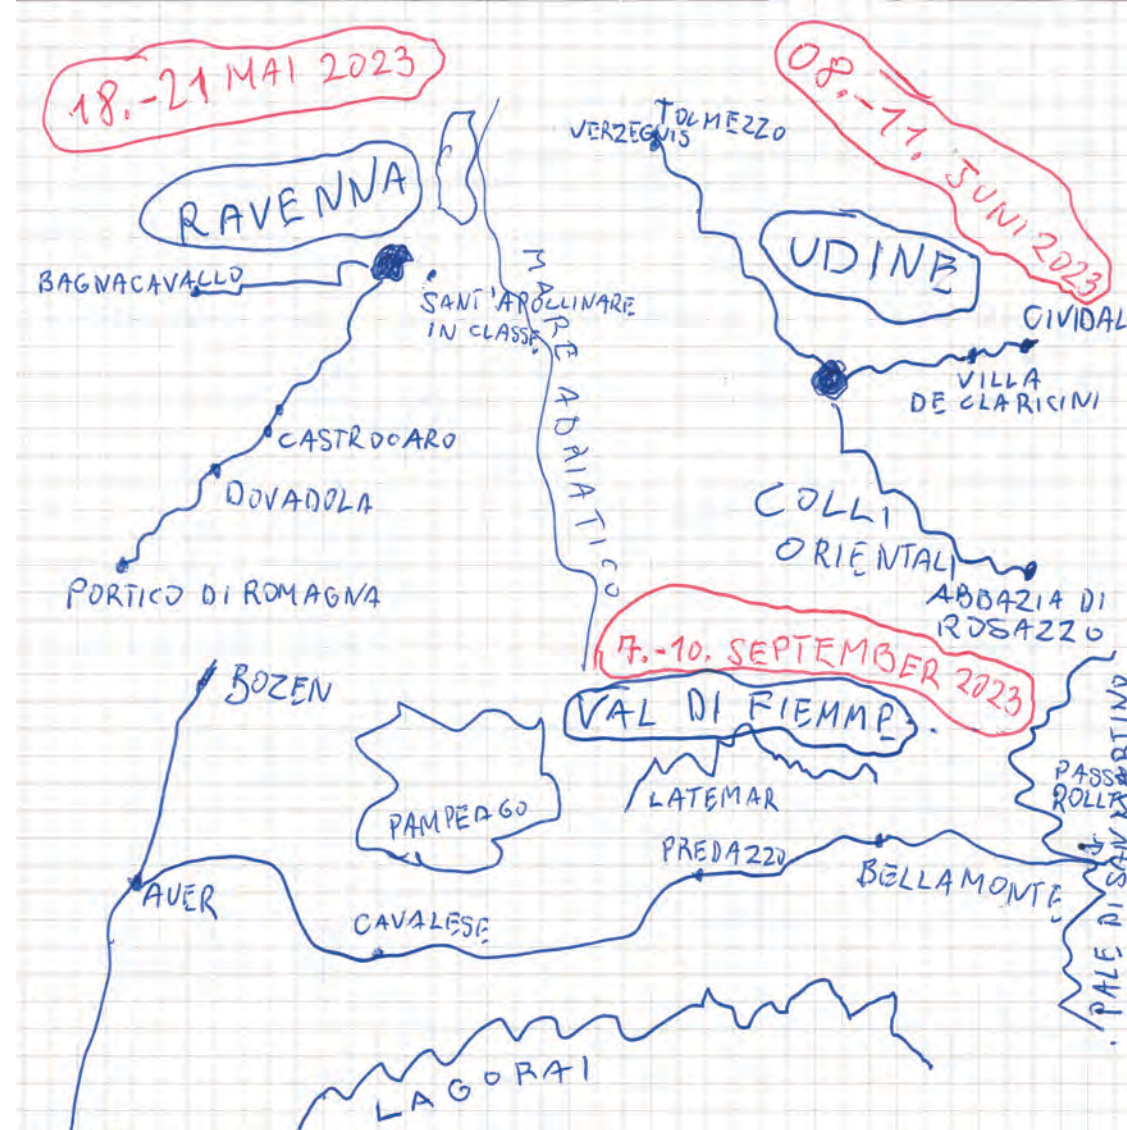 18.-21 MAI 2023
RAVENNA
BAGNACAVALLO
SANT'APOLLINARE
IN CLASSE
MARE ADRIATICO
CASTROCARO
DOVADOLA
PORTICO DI ROMAGNA
08.-11. JUNI 2023
TOLMEZZO
VERZEGNIS
UDINE
CIVIDAL
VILLA
DE CLARICINI
COLLI
ORIENTALI
ABBAZIA DI
ROSAZZO
7.-10. SEPTEMBER 2023
VAL DI FIEMME
BOZEN
PAMPEAGO
LATEMAR
PASSO
ROLLE
PREDAZZO
BELLAMONTE
AUER
CAVALESE
PALE DI SAN MARTINO
LAGORAI